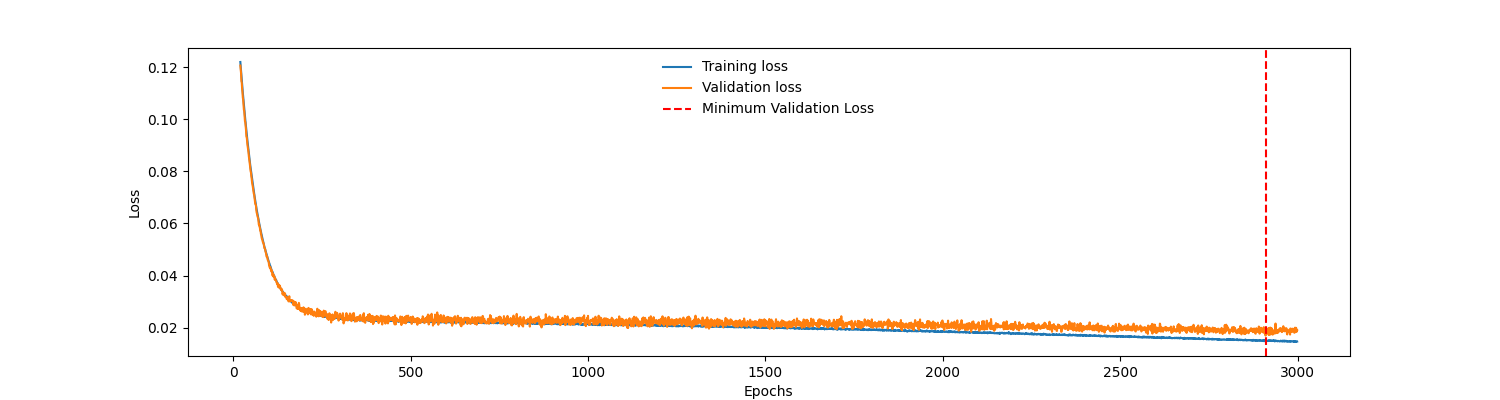 Training loss
Validation loss
Minimum Validation Loss
0.12
0.10
0.08
0.06
0.04
0.02
Loss
0
500
1000
1500
2000
2500
3000
Epochs